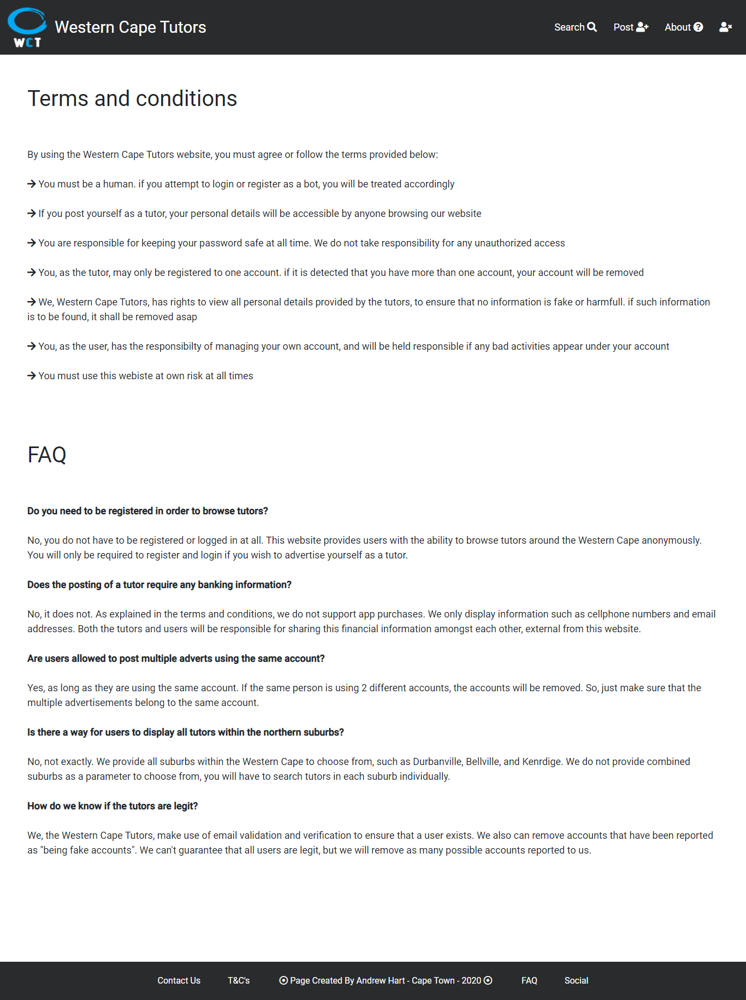 WCT
Western Cape Tutors
Search
Post
About
Terms and conditions
By using the Western Cape Tutors website, you must agree or follow the terms provided below:
→ You must be a human. if you attempt to login or register as a bot, you will be treated accordingly
→ If you post yourself as a tutor, your personal details will be accessible by anyone browsing our website
→ You are responsible for keeping your password safe at all time. We do not take responsibility for any unauthorized access
→ You, as the tutor, may only be registered to one account. if it is detected that you have more than one account, your account will be removed
→ We, Western Cape Tutors, has rights to view all personal details provided by the tutors, to ensure that no information is fake or harmfull. if such information
is to be found, it shall be removed asap
→ You, as the user, has the responsibilty of managing your own account, and will be held responsible if any bad activities appear under your account
→ You must use this webiste at own risk at all times
FAQ
Do you need to be registered in order to browse tutors?
No, you do not have to be registered or logged in at all. This website provides users with the ability to browse tutors around the Western Cape anonymously.
You will only be required to register and login if you wish to advertise yourself as a tutor.
Does the posting of a tutor require any banking information?
No, it does not. As explained in the terms and conditions, we do not support app purchases. We only display information such as cellphone numbers and email
addresses. Both the tutors and users will be responsible for sharing this financial information amongst each other, external from this website.
Are users allowed to post multiple adverts using the same account?
Yes, as long as they are using the same account. If the same person is using 2 different accounts, the accounts will be removed. So, just make sure that the
multiple advertisements belong to the same account.
Is there a way for users to display all tutors within the northern suburbs?
No, not exactly. We provide all suburbs within the Western Cape to choose from, such as Durbanville, Bellville, and Kenrdige. We do not provide combined
suburbs as a parameter to choose from, you will have to search tutors in each suburb individually.
How do we know if the tutors are legit?
We, the Western Cape Tutors, make use of email validation and verification to ensure that a user exists. We also can remove accounts that have been reported
as "being fake accounts". We can't guarantee that all users are legit, but we will remove as many possible accounts reported to us.
Contact Us
T&C's
Page Created By Andrew Hart - Cape Town - 2020
FAQ
Social